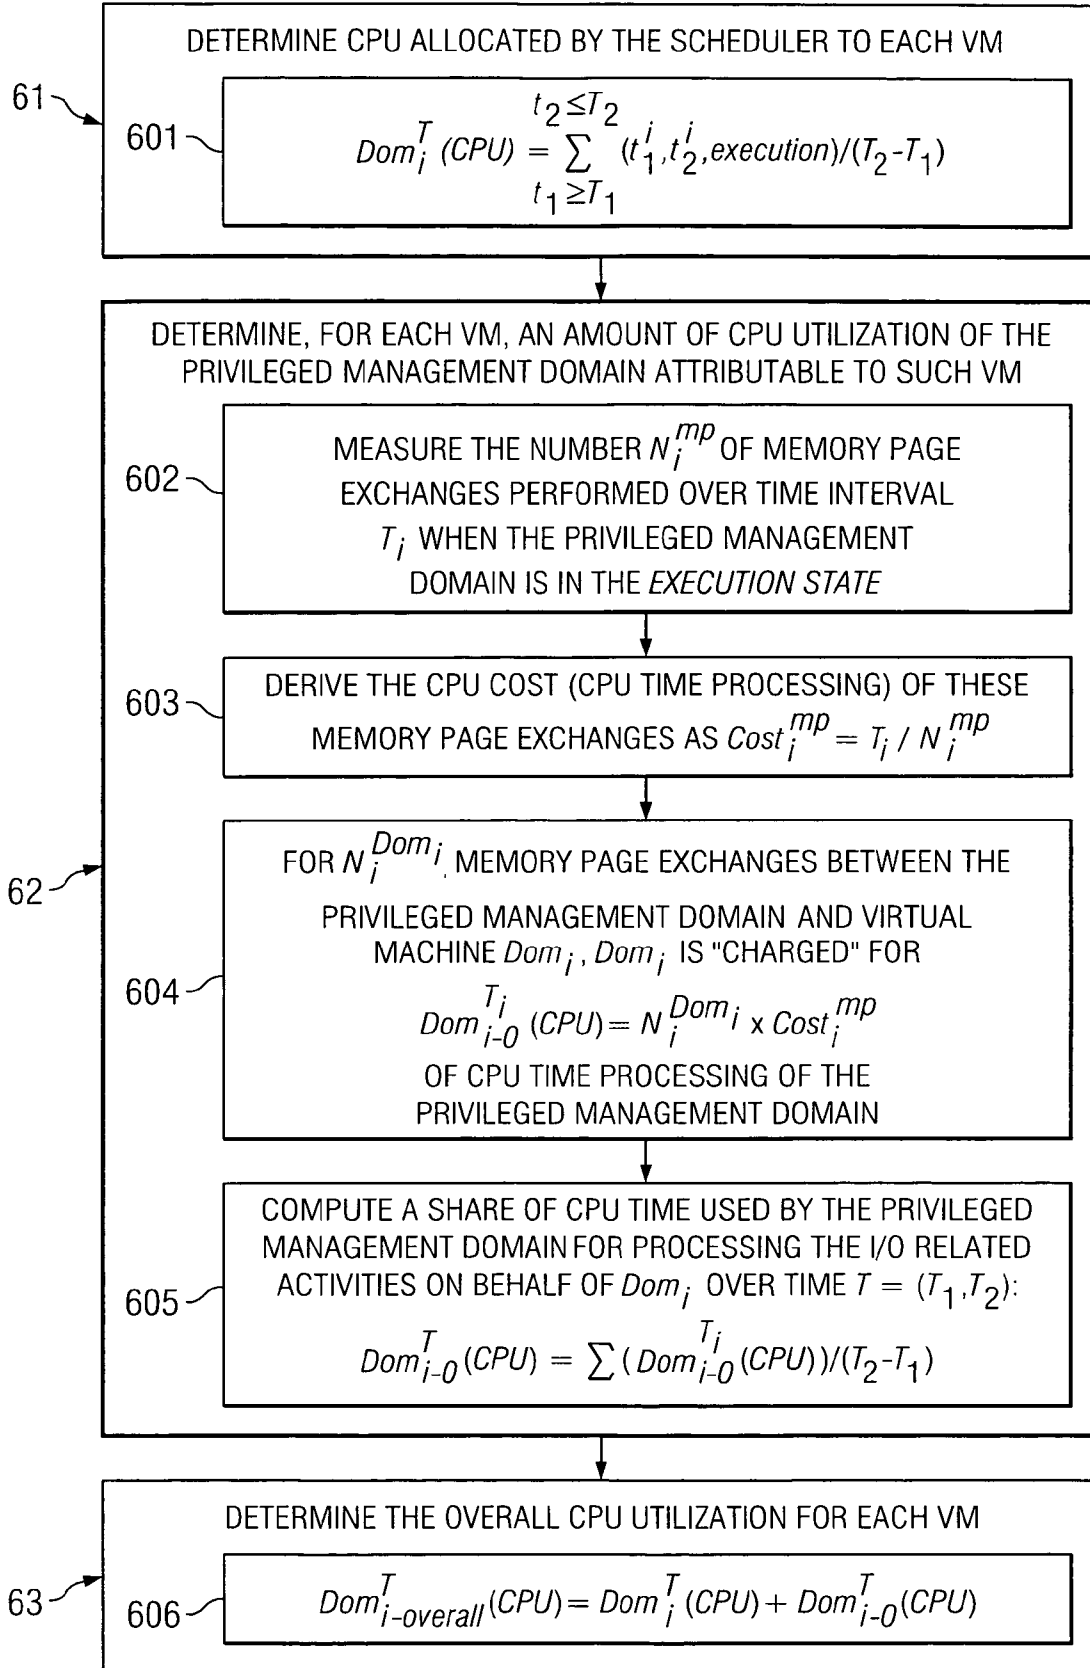 DETERMINE CPU ALLOCATED BY THE SCHEDULER TO EACH VM
61
601
t_2 ≤ T_2
Dom_i^T (CPU) = ∑ (t_1^i, t_2^i, execution)/(T_2-T_1)
t_1 ≥ T_1
DETERMINE, FOR EACH VM, AN AMOUNT OF CPU UTILIZATION OF THE
PRIVILEGED MANAGEMENT DOMAIN ATTRIBUTABLE TO SUCH VM
62
602
MEASURE THE NUMBER N_i^mp OF MEMORY PAGE
EXCHANGES PERFORMED OVER TIME INTERVAL
T_i WHEN THE PRIVILEGED MANAGEMENT
DOMAIN IS IN THE EXECUTION STATE
603
DERIVE THE CPU COST (CPU TIME PROCESSING) OF THESE
MEMORY PAGE EXCHANGES AS Cost_i^mp = T_i / N_i^mp
604
FOR N_i^Dom_i, MEMORY PAGE EXCHANGES BETWEEN THE
PRIVILEGED MANAGEMENT DOMAIN AND VIRTUAL
MACHINE Dom_i, Dom_i IS "CHARGED" FOR
Dom_{i-0}^{T_i} (CPU) = N_i^{Dom_i} x Cost_i^mp
OF CPU TIME PROCESSING OF THE
PRIVILEGED MANAGEMENT DOMAIN
605
COMPUTE A SHARE OF CPU TIME USED BY THE PRIVILEGED
MANAGEMENT DOMAIN FOR PROCESSING THE I/O RELATED
ACTIVITIES ON BEHALF OF Dom_i OVER TIME T = (T_1,T_2):
Dom_{i-0}^T (CPU) = ∑ (Dom_{i-0}^{T_i} (CPU))/(T_2-T_1)
DETERMINE THE OVERALL CPU UTILIZATION FOR EACH VM
63
606
Dom_{i-overall}^T (CPU) = Dom_i^T (CPU) + Dom_{i-0}^T (CPU)